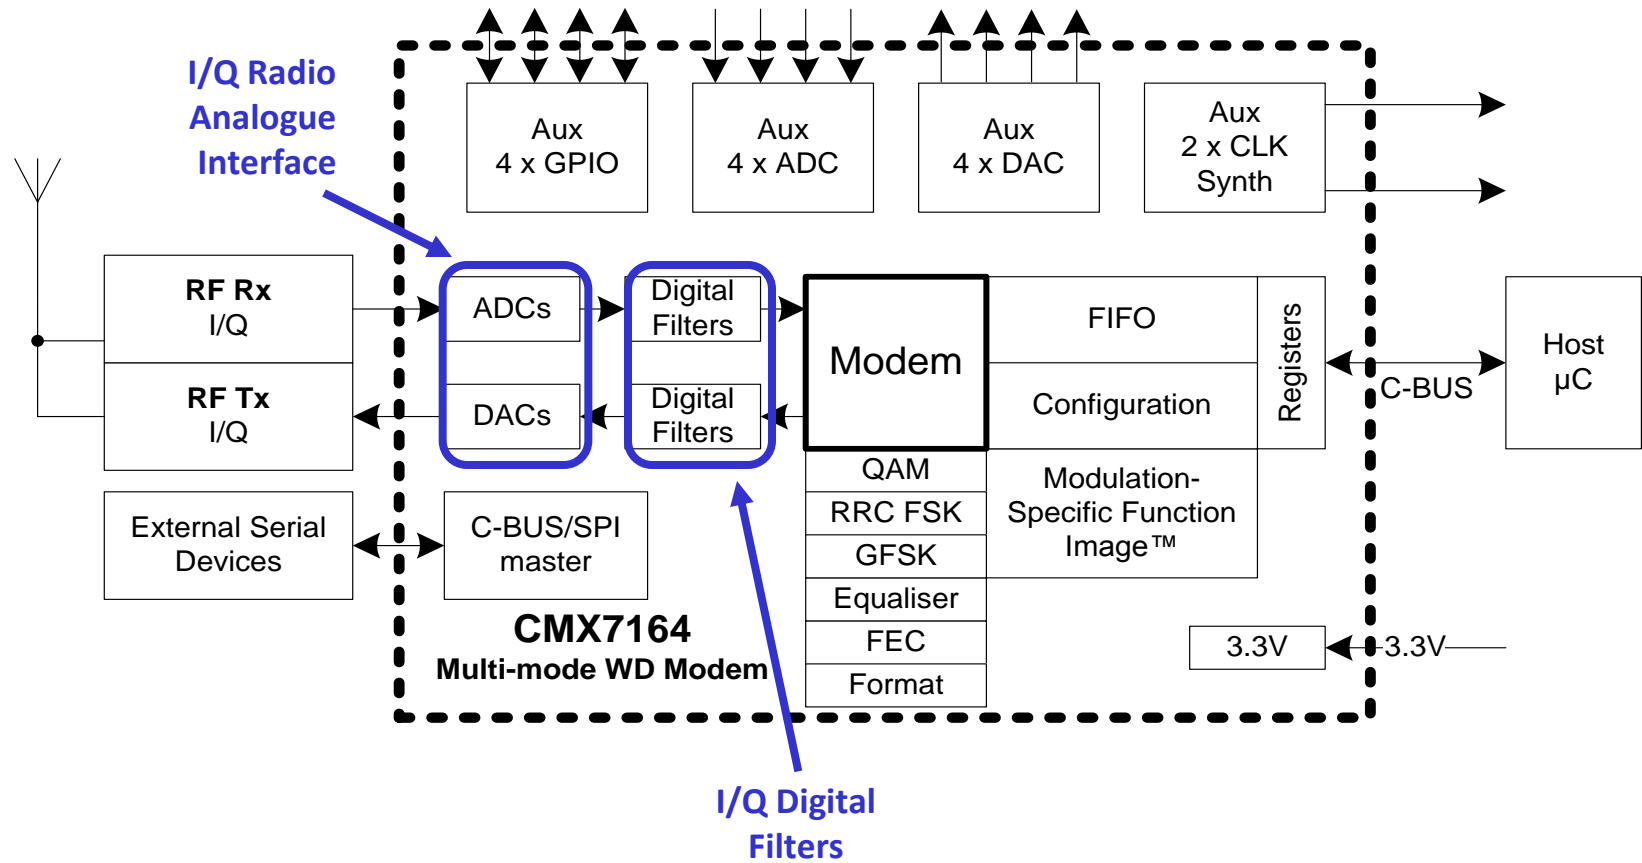 I/Q Radio
Analogue
Interface
Aux
4 x GPIO
Aux
4 x ADC
Aux
4 x DAC
Aux
2 x CLK
Synth
RF Rx
I/Q
RF Tx
I/Q
ADCs
DACs
Digital
Filters
Digital
Filters
Modem
FIFO
Configuration
Registers
C-BUS
Host
µC
QAM
RRC FSK
GFSK
Equaliser
FEC
Format
Modulation-
Specific Function
Image™
External Serial
Devices
C-BUS/SPI
master
CMX7164
Multi-mode WD Modem
3.3V
3.3V
I/Q Digital
Filters